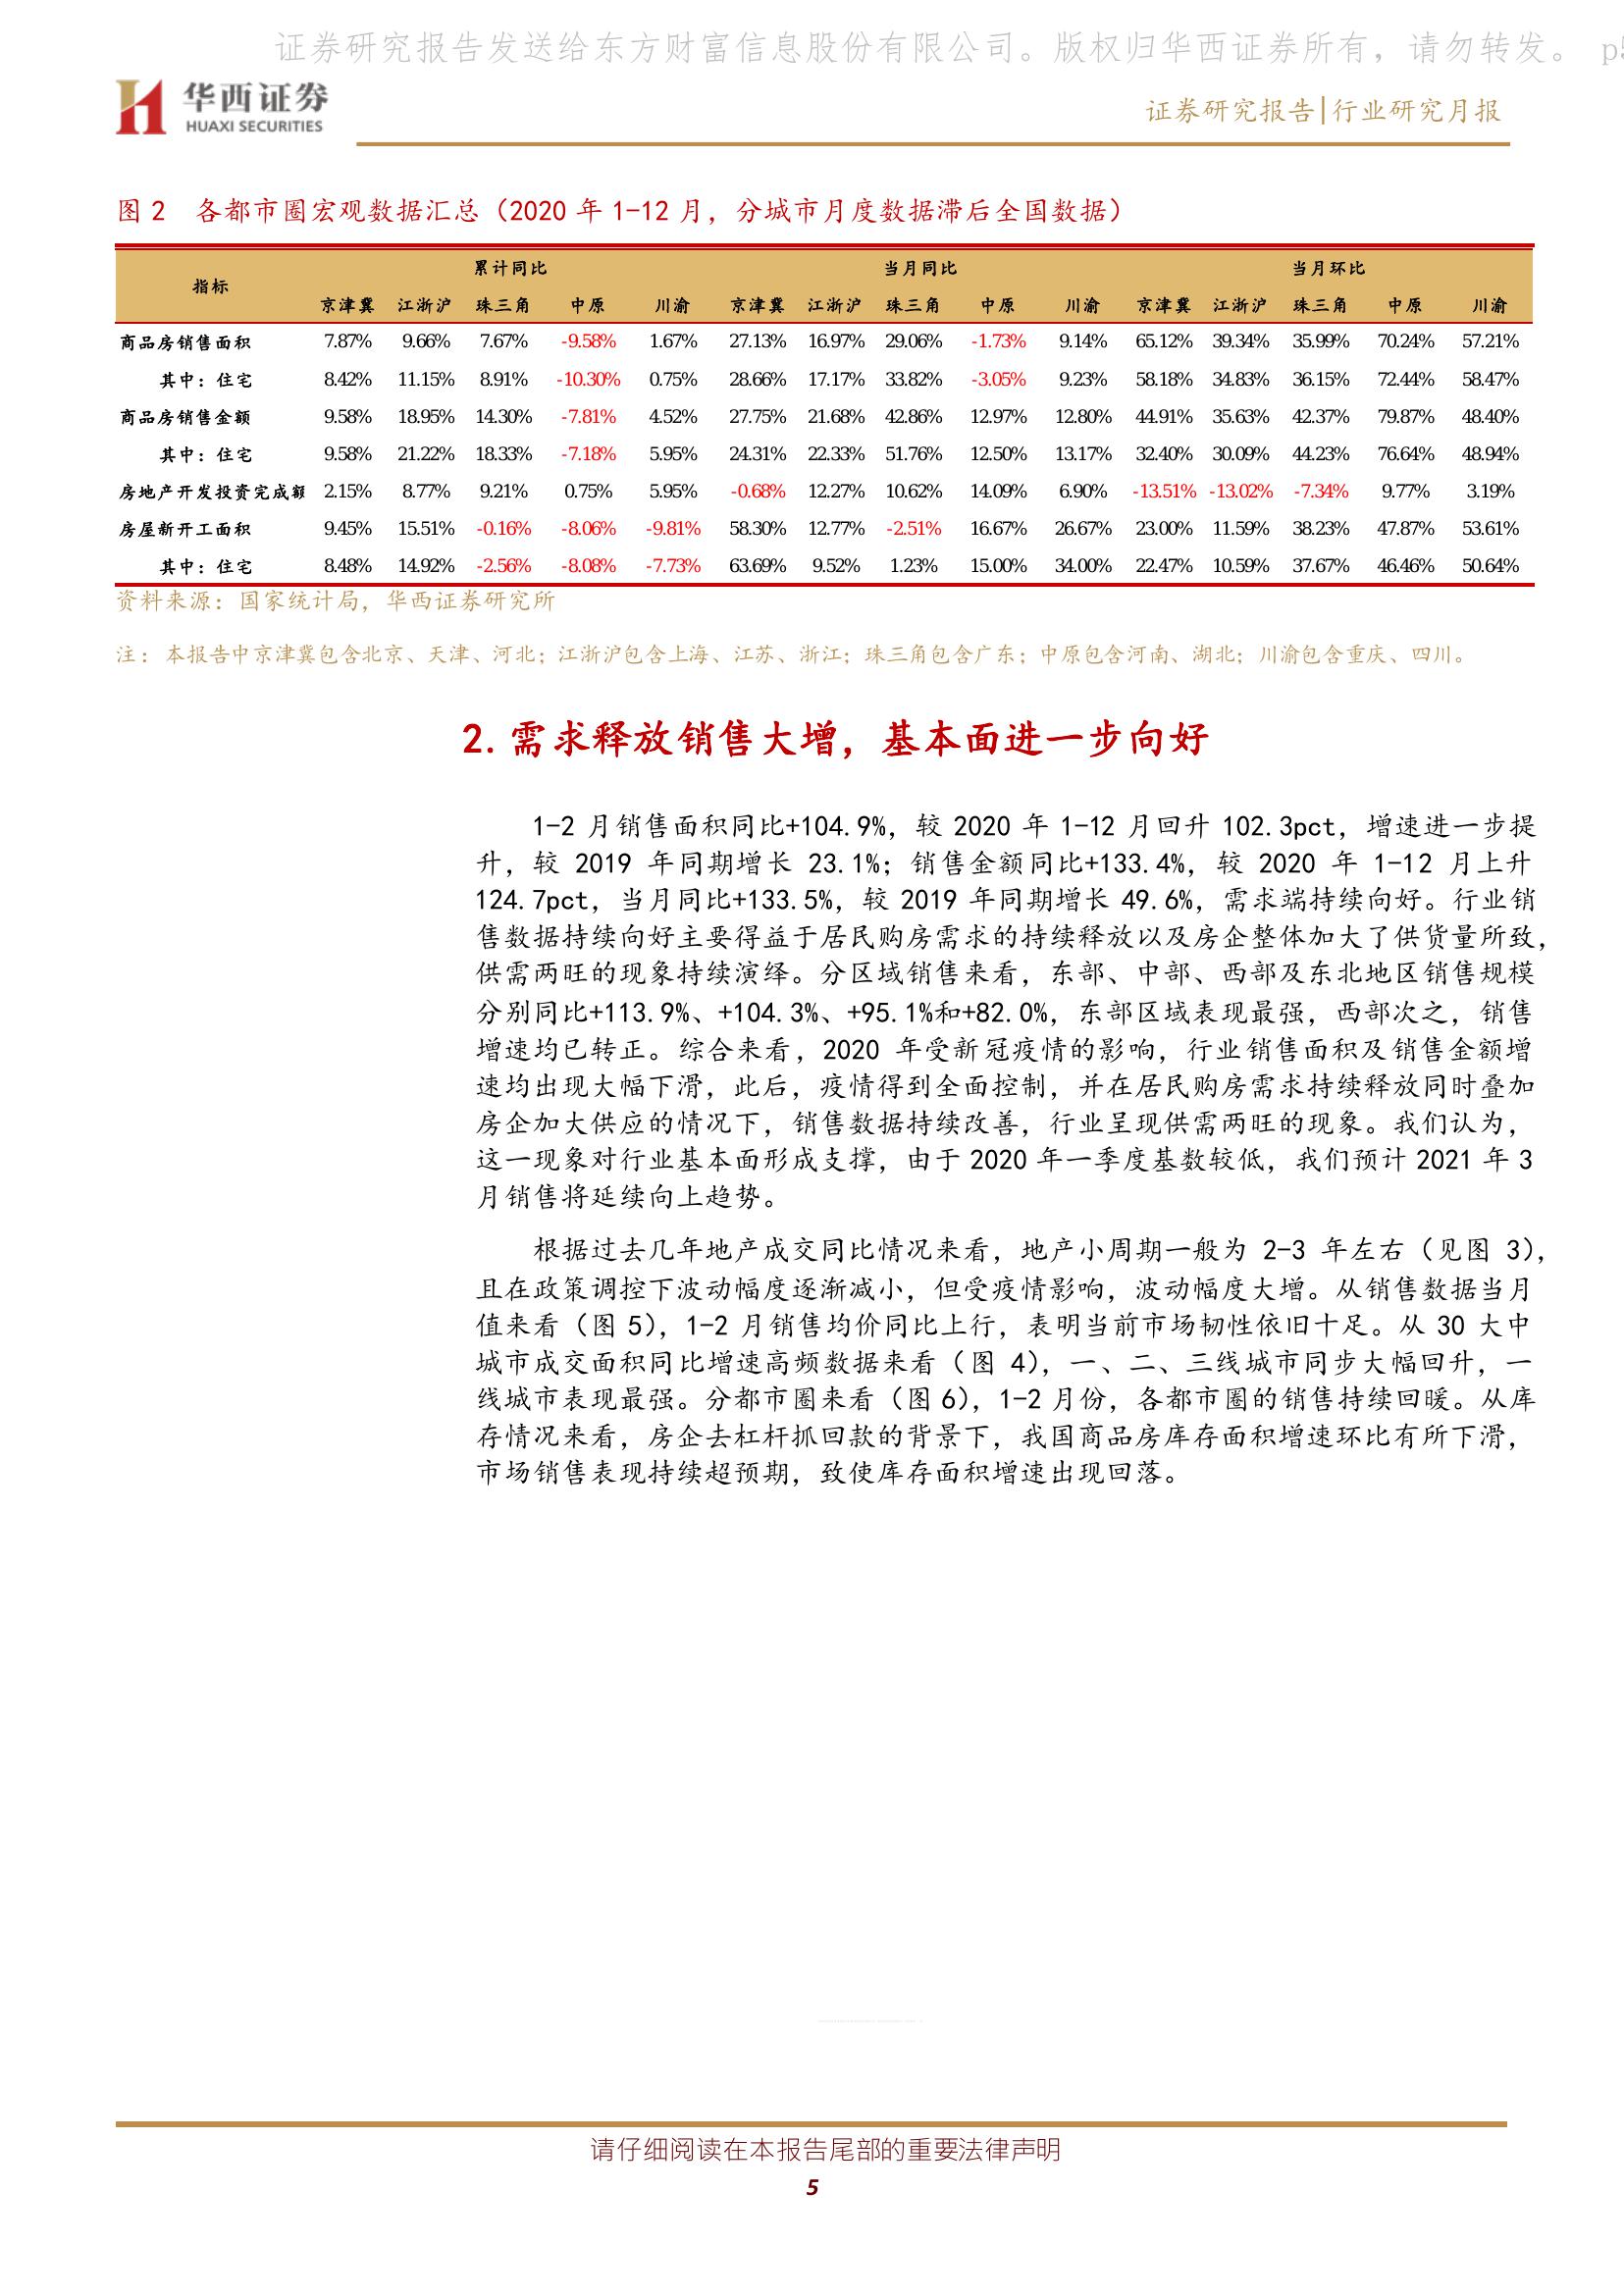 证券研究报告发送给东方财富信息股份有限公司。版权归华西证券所有，请勿转发。 p5
华西证券
HUAXI SECURITIES
证券研究报告|行业研究月报
图 2 各都市圈宏观数据汇总（2020 年 1-12 月，分城市月度数据滞后全国数据）
指标 累计同比 当月同比 当月环比
京津冀 江浙沪 珠三角 中原 川渝 京津冀 江浙沪 珠三角 中原 川渝 京津冀 江浙沪 珠三角 中原 川渝
商品房销售面积 7.87% 9.66% 7.67% -9.58% 1.67% 27.13% 16.97% 29.06% -1.73% 9.14% 65.12% 39.34% 35.99% 70.24% 57.21%
其中：住宅 8.42% 11.15% 8.91% -10.30% 0.75% 28.66% 17.17% 33.82% -3.05% 9.23% 58.18% 34.83% 36.15% 72.44% 58.47%
商品房销售金额 9.58% 18.95% 14.30% -7.81% 4.52% 27.75% 21.68% 42.86% 12.97% 12.80% 44.91% 35.63% 42.37% 79.87% 48.40%
其中：住宅 9.58% 21.22% 18.33% -7.18% 5.95% 24.31% 22.33% 51.76% 12.50% 13.17% 32.40% 30.09% 44.23% 76.64% 48.94%
房地产开发投资完成额 2.15% 8.77% 9.21% 0.75% 5.95% -0.68% 12.27% 10.62% 14.09% 6.90% -13.51% -13.02% -7.34% 9.77% 3.19%
房屋新开工面积 9.45% 15.51% -0.16% -8.06% -9.81% 58.30% 12.77% -2.51% 16.67% 26.67% 23.00% 11.59% 38.23% 47.87% 53.61%
其中：住宅 8.48% 14.92% -2.56% -8.08% -7.73% 63.69% 9.52% 1.23% 15.00% 34.00% 22.47% 10.59% 37.67% 46.46% 50.64%
资料来源：国家统计局，华西证券研究所
注：本报告中京津冀包含北京、天津、河北；江浙沪包含上海、江苏、浙江；珠三角包含广东；中原包含河南、湖北；川渝包含重庆、四川。
2. 需求释放销售大增，基本面进一步向好
1-2 月销售面积同比+104.9%，较 2020 年 1-12 月回升 102.3pct，增速进一步提
升，较 2019 年同期增长 23.1%；销售金额同比+133.4%，较 2020 年 1-12 月上升
124.7pct，当月同比+133.5%，较 2019 年同期增长 49.6%，需求端持续向好。行业销
售数据持续向好主要得益于居民购房需求的持续释放以及房企整体加大了供货量所致，
供需两旺的现象持续演绎。分区域销售来看，东部、中部、西部及东北地区销售规模
分别同比+113.9%、+104.3%、+95.1%和+82.0%，东部区域表现最强，西部次之，销售
增速均已转正。综合来看，2020 年受新冠疫情的影响，行业销售面积及销售金额增
速均出现大幅下滑，此后，疫情得到全面控制，并在居民购房需求持续释放同时叠加
房企加大供应的情况下，销售数据持续改善，行业呈现供需两旺的现象。我们认为，
这一现象对行业基本面形成支撑，由于 2020 年一季度基数较低，我们预计 2021 年 3
月销售将延续向上趋势。
根据过去几年地产成交同比情况来看，地产小周期一般为 2-3 年左右（见图 3），
且在政策调控下波动幅度逐渐减小，但受疫情影响，波动幅度大增。从销售数据当月
值来看（图 5），1-2 月销售均价同比上行，表明当前市场韧性依旧十足。从 30 大中
城市成交面积同比增速高频数据来看（图 4），一、二、三线城市同步大幅回升，一
线城市表现最强。分都市圈来看（图 6），1-2 月份，各都市圈的销售持续回暖。从库
存情况来看，房企去杠杆抓回款的背景下，我国商品房库存面积增速环比有所下滑，
市场销售表现持续超预期，致使库存面积增速出现回落。
请仔细阅读在本报告尾部的重要法律声明
5